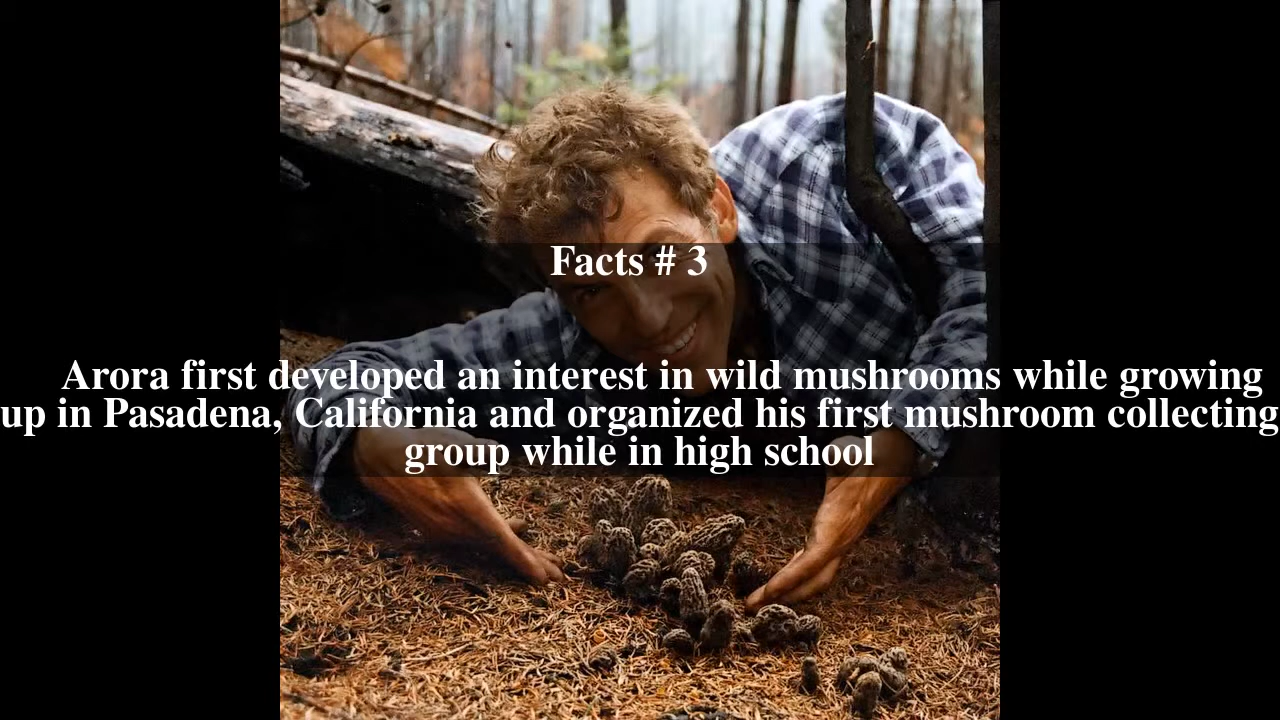 Facts # 3
Arora first developed an interest in wild mushrooms while growing
up in Pasadena, California and organized his first mushroom collecting
group while in high school